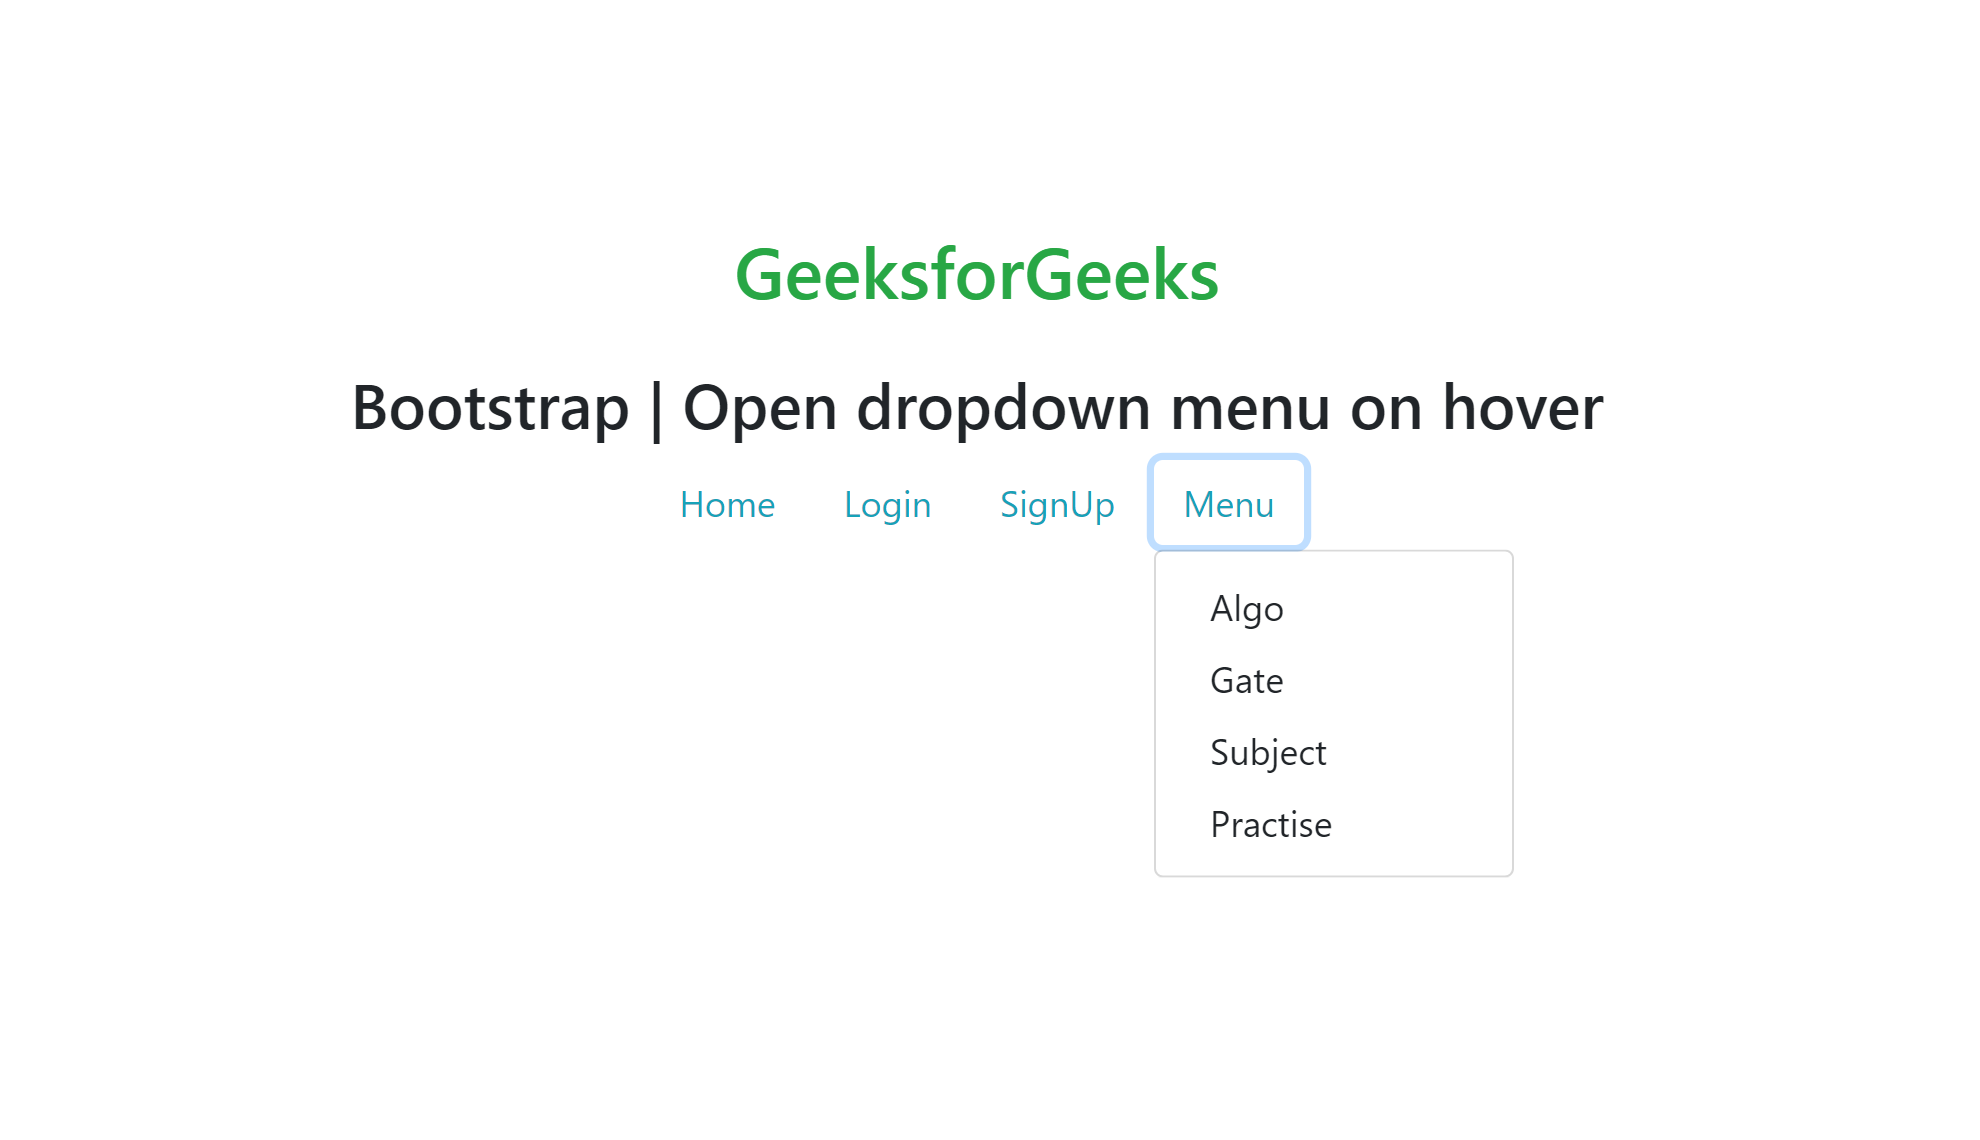 GeeksforGeeks
Bootstrap | Open dropdown menu on hover
Home Login SignUp Menu
Algo
Gate
Subject
Practise